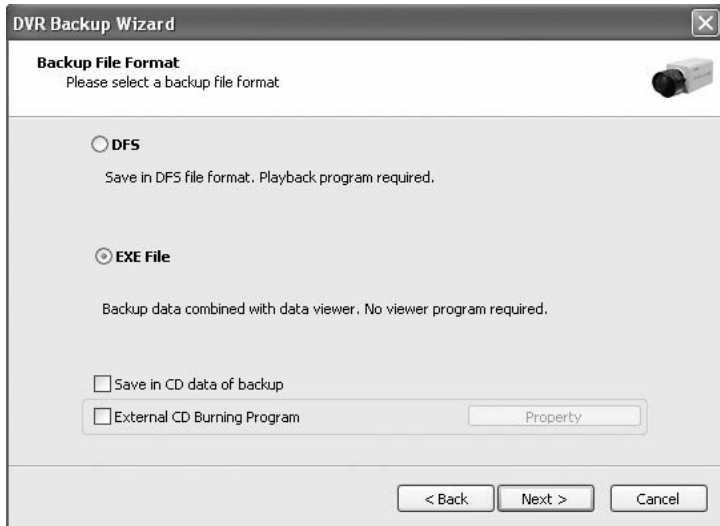 DVR Backup Wizard
Backup File Format
Please select a backup file format
DFS
Save in DFS file format. Playback program required.
EXE File
Backup data combined with data viewer. No viewer program required.
Save in CD data of backup
External CD Burning Program
Property
< Back
Next >
Cancel